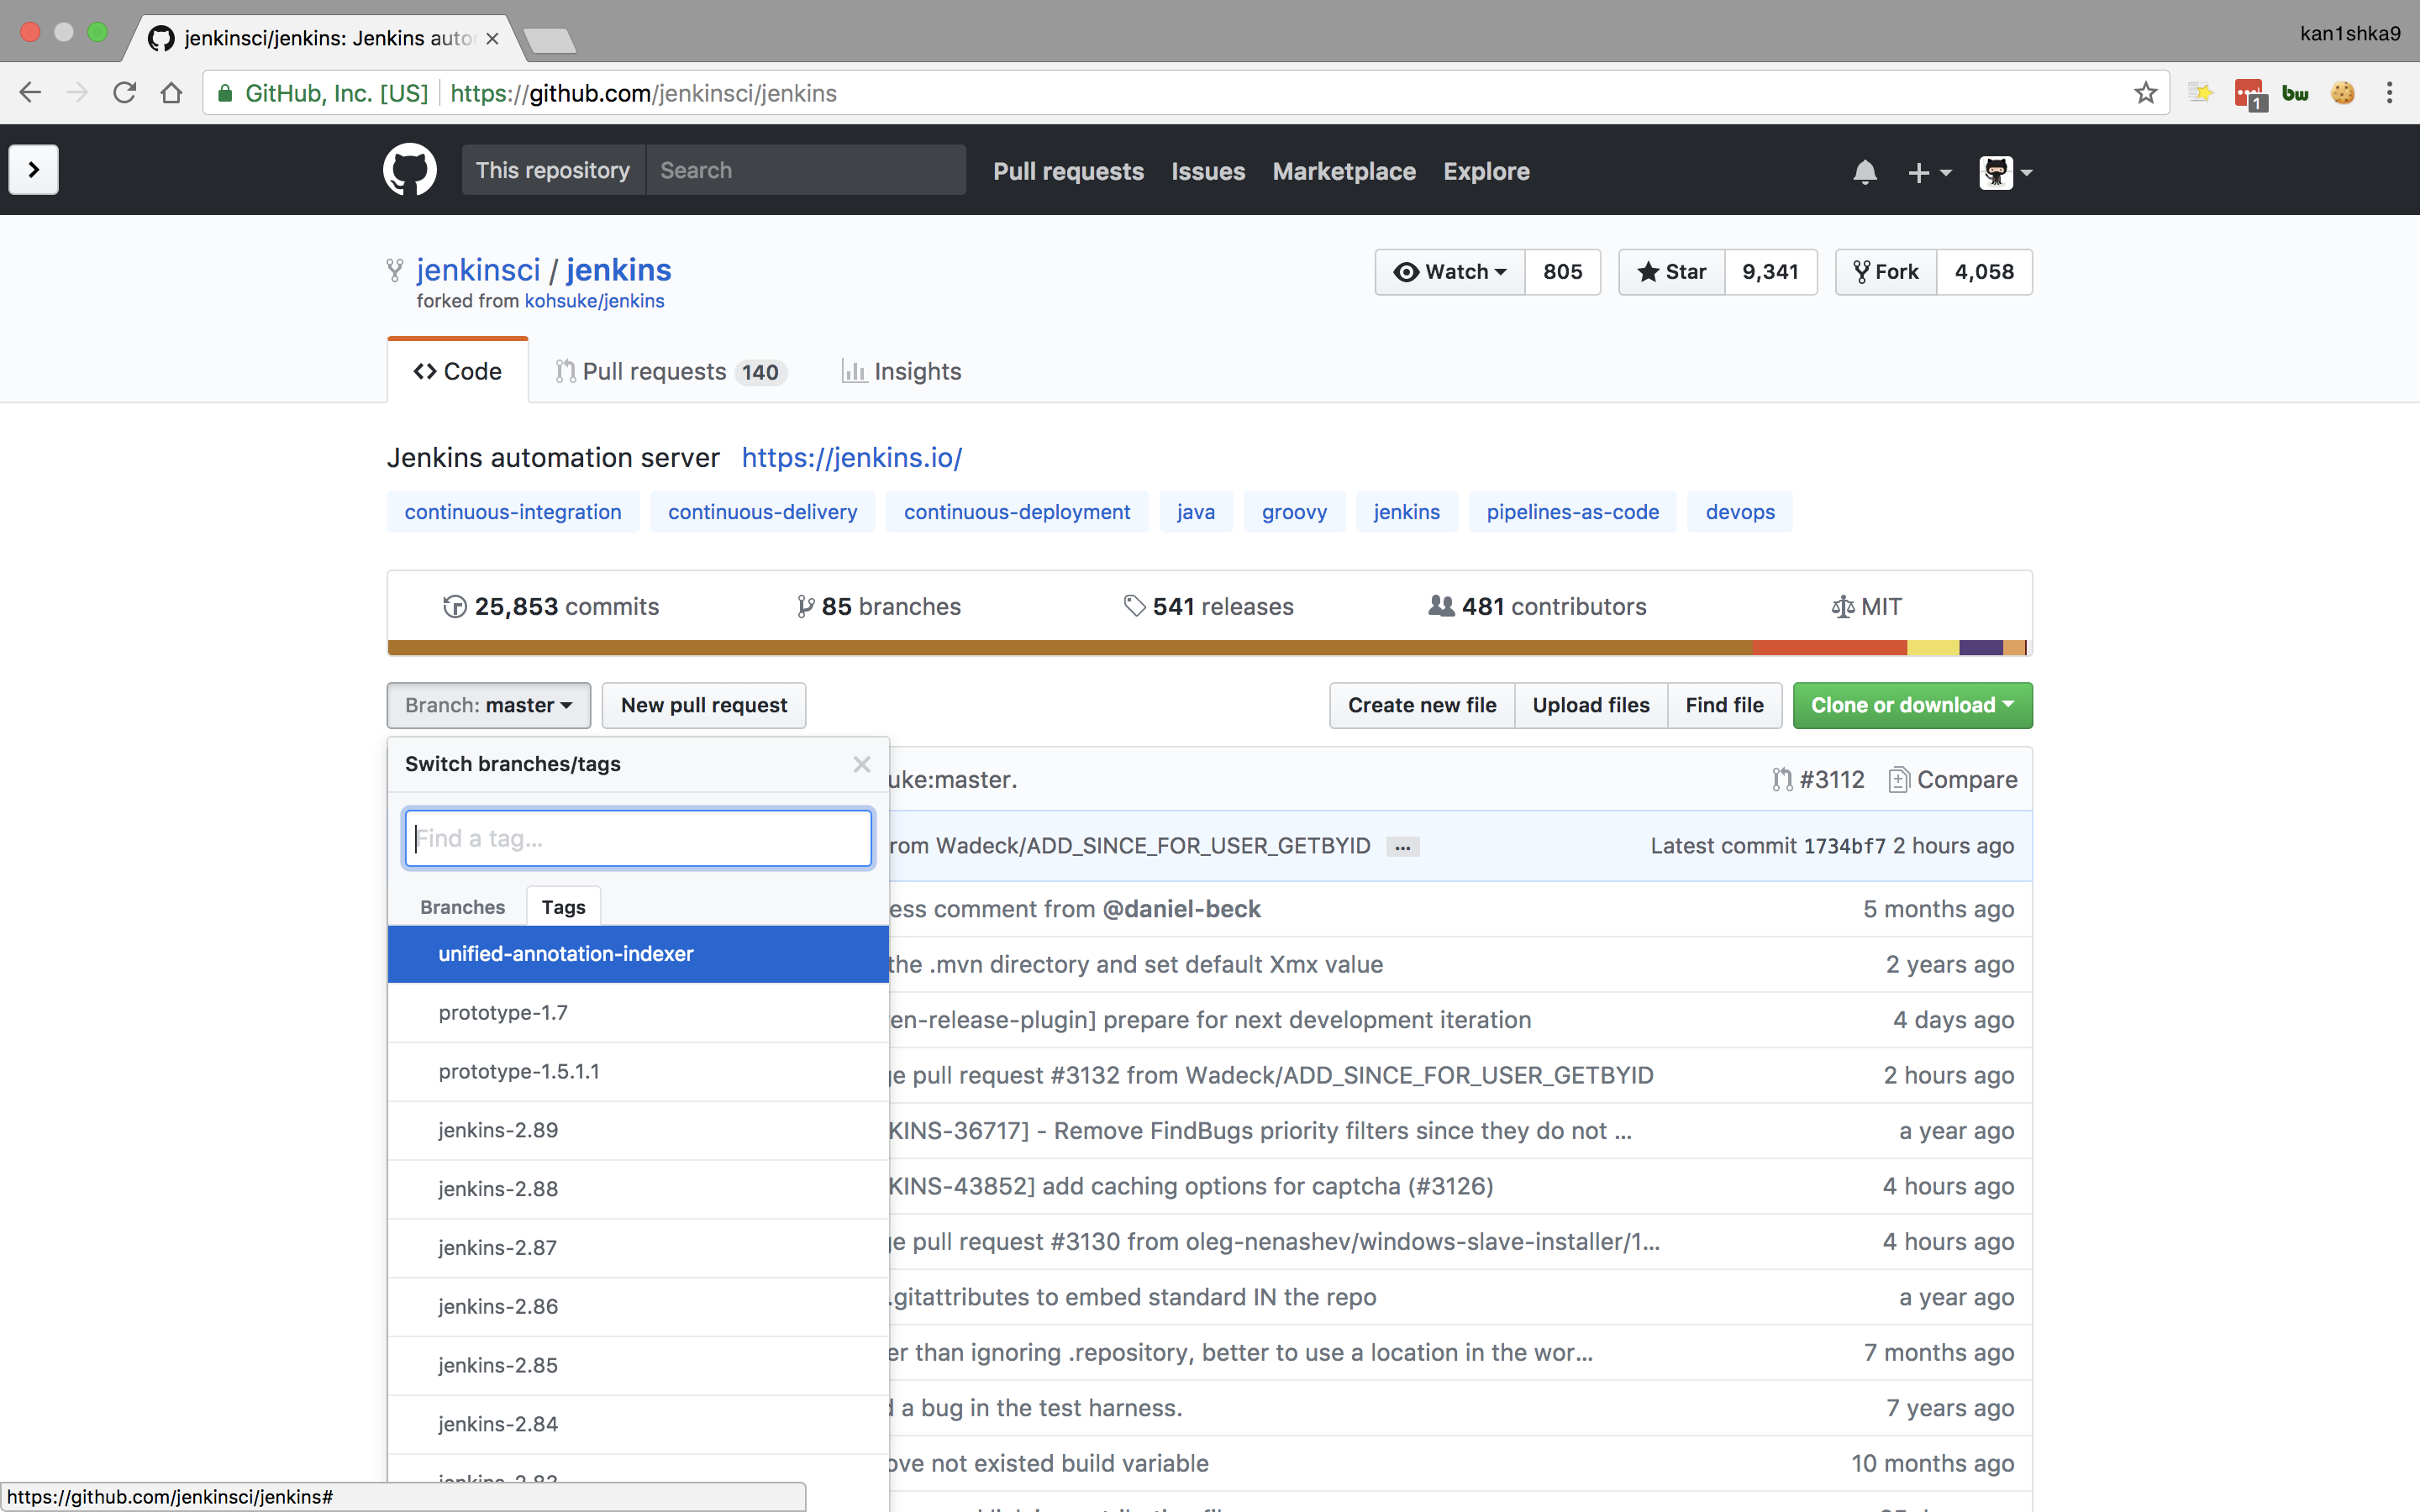 jenkinsci/jenkins: Jenkins auto
kan1shka9
GitHub, Inc. [US] https://github.com/jenkinsci/jenkins
1
bw
This repository Search Pull requests Issues Marketplace Explore
jenkinsci / jenkins
forked from kohsuke/jenkins
Watch 805 Star 9,341 Fork 4,058
Code Pull requests 140 Insights
Jenkins automation server https://jenkins.io/
continuous-integration continuous-delivery continuous-deployment java groovy jenkins pipelines-as-code devops
25,853 commits 85 branches 541 releases 481 contributors MIT
Branch: master New pull request Create new file Upload files Find file Clone or download
Switch branches/tags
Find a tag...
Branches Tags
unified-annotation-indexer
prototype-1.7
prototype-1.5.1.1
jenkins-2.89
jenkins-2.88
jenkins-2.87
jenkins-2.86
jenkins-2.85
jenkins-2.84
uke:master. #3112 Compare
rom Wadeck/ADD_SINCE_FOR_USER_GETBYID ... Latest commit 1734bf7 2 hours ago
ess comment from @daniel-beck 5 months ago
the .mvn directory and set default Xmx value 2 years ago
en-release-plugin] prepare for next development iteration 4 days ago
ge pull request #3132 from Wadeck/ADD_SINCE_FOR_USER_GETBYID 2 hours ago
KINS-36717] - Remove FindBugs priority filters since they do not ... a year ago
KINS-43852] add caching options for captcha (#3126) 4 hours ago
ge pull request #3130 from oleg-nenashev/windows-slave-installer/1... 4 hours ago
.gitattributes to embed standard IN the repo a year ago
er than ignoring .repository, better to use a location in the wor... 7 months ago
d a bug in the test harness. 7 years ago
ove not existed build variable 10 months ago
https://github.com/jenkinsci/jenkins#